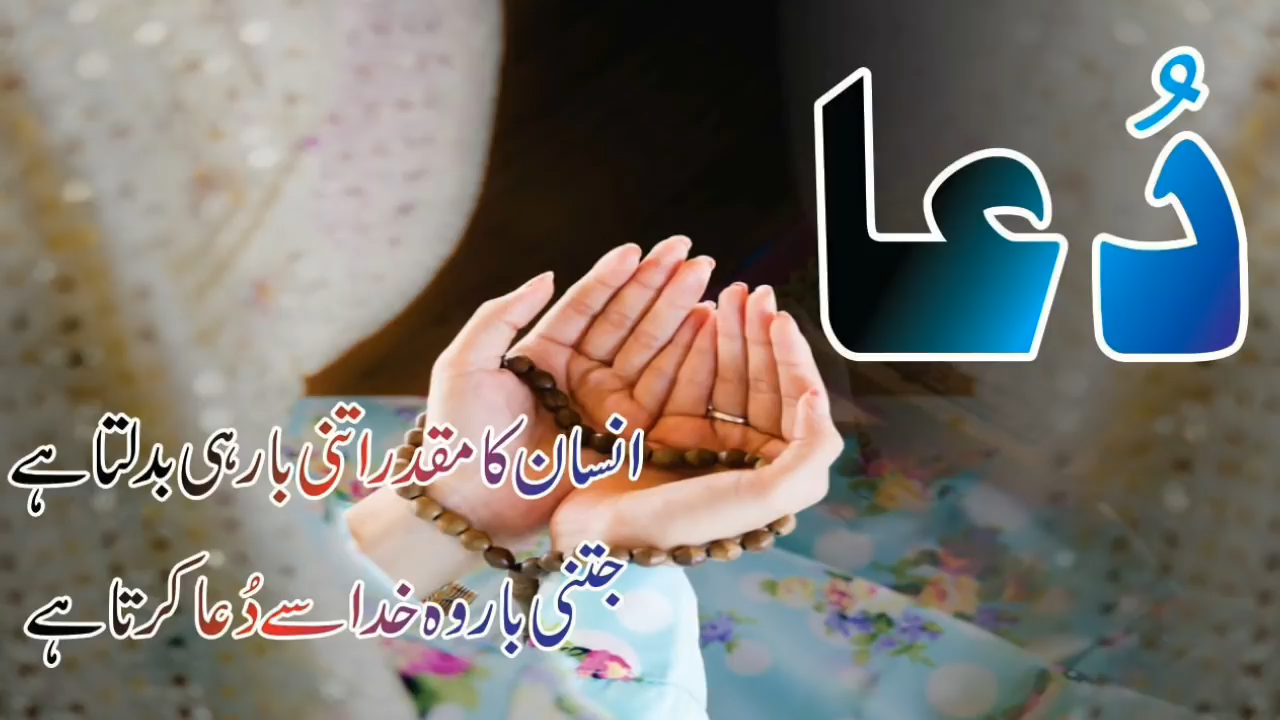 دُعا
انسان کا مقدر اتنی بار ہی بدلتا ہے
جتنی بار وہ خدا سے دُعا کرتا ہے